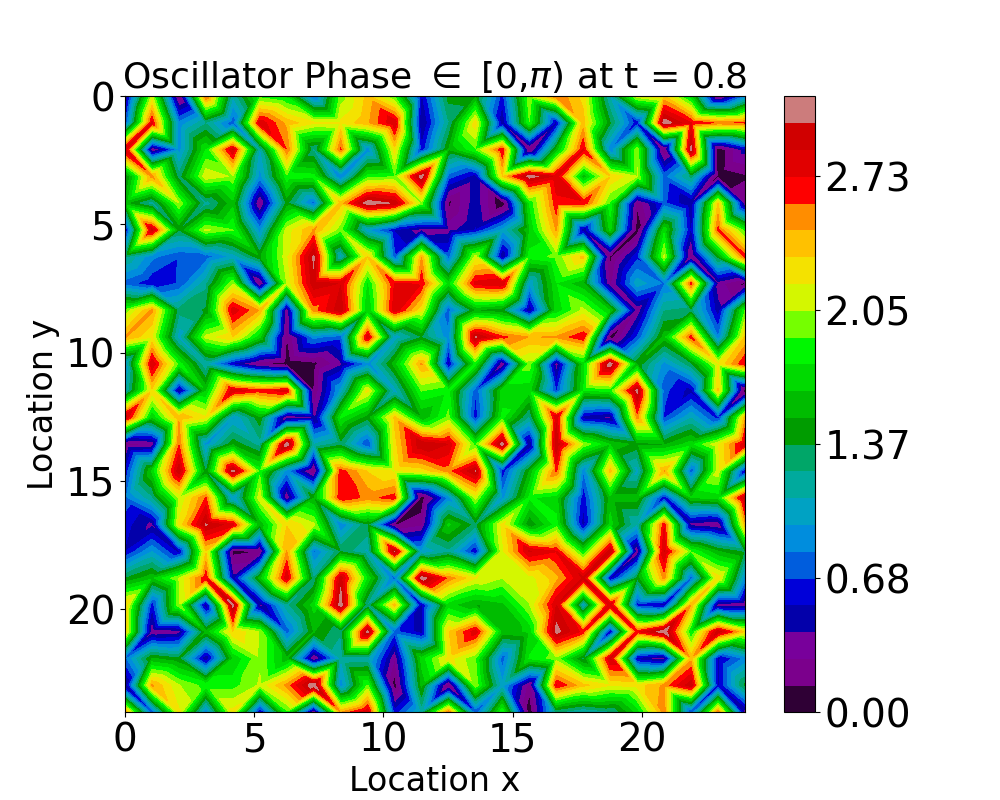 Oscillator Phase ∈ [0,π) at t = 0.8
0
5
10
15
20
Location y
0 5 10 15 20
Location x
2.73
2.05
1.37
0.68
0.00